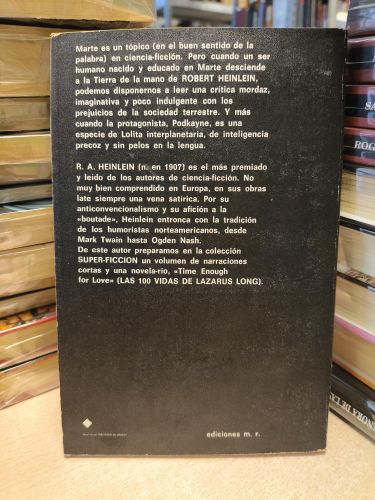 Marte es un tópico (en el buen sentido de la
palabra) en ciencia-ficción. Pero cuando un ser
humano nacido y educado en Marte desciende
a la Tierra de la mano de ROBERT HEINLEIN,
podemos disponernos a leer una crítica mordaz,
imaginativa y poco indulgente con los
prejuicios de la sociedad terrestre. Y más
cuando la protagonista, Podkayne, es una
especie de Lolita interplanetaria, de inteligencia
precoz y sin pelos en la lengua.
R. A. HEINLEIN (n. en 1907) es el más premiado
y leido de los autores de ciencia-ficción. No
muy bien comprendido en Europa, en sus obras
late siempre una vena satírica. Por su
anticonvencionalismo y su afición a la
«boutade», Heinlein entronca con la tradición
de los humoristas norteamericanos, desde
Mark Twain hasta Ogden Nash.
De este autor preparamos en la colección
SUPER-FICCION un volumen de narraciones
cortas y una novela-río, «Time Enough
for Love» (LAS 100 VIDAS DE LAZARUS LONG).
ediciones m. r.